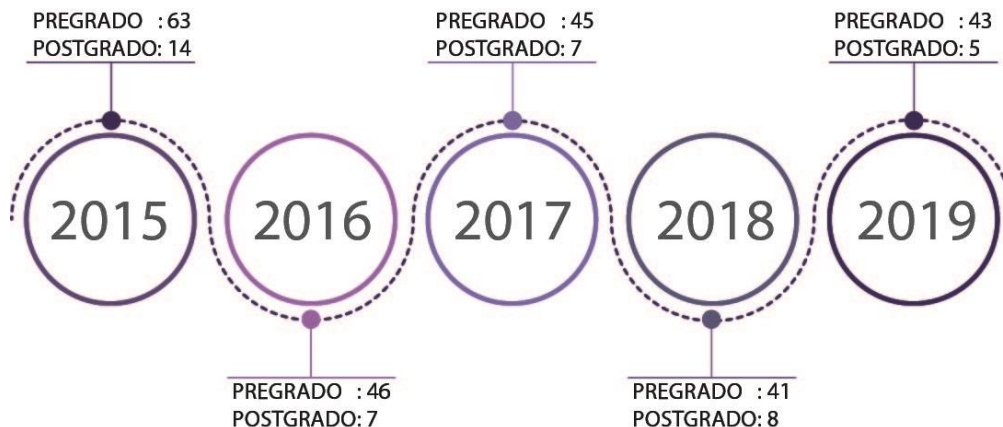 PREGRADO : 63
POSTGRADO: 14
PREGRADO : 45
POSTGRADO: 7
PREGRADO : 43
POSTGRADO: 5
2015
2016
2017
2018
2019
PREGRADO : 46
POSTGRADO: 7
PREGRADO : 41
POSTGRADO: 8